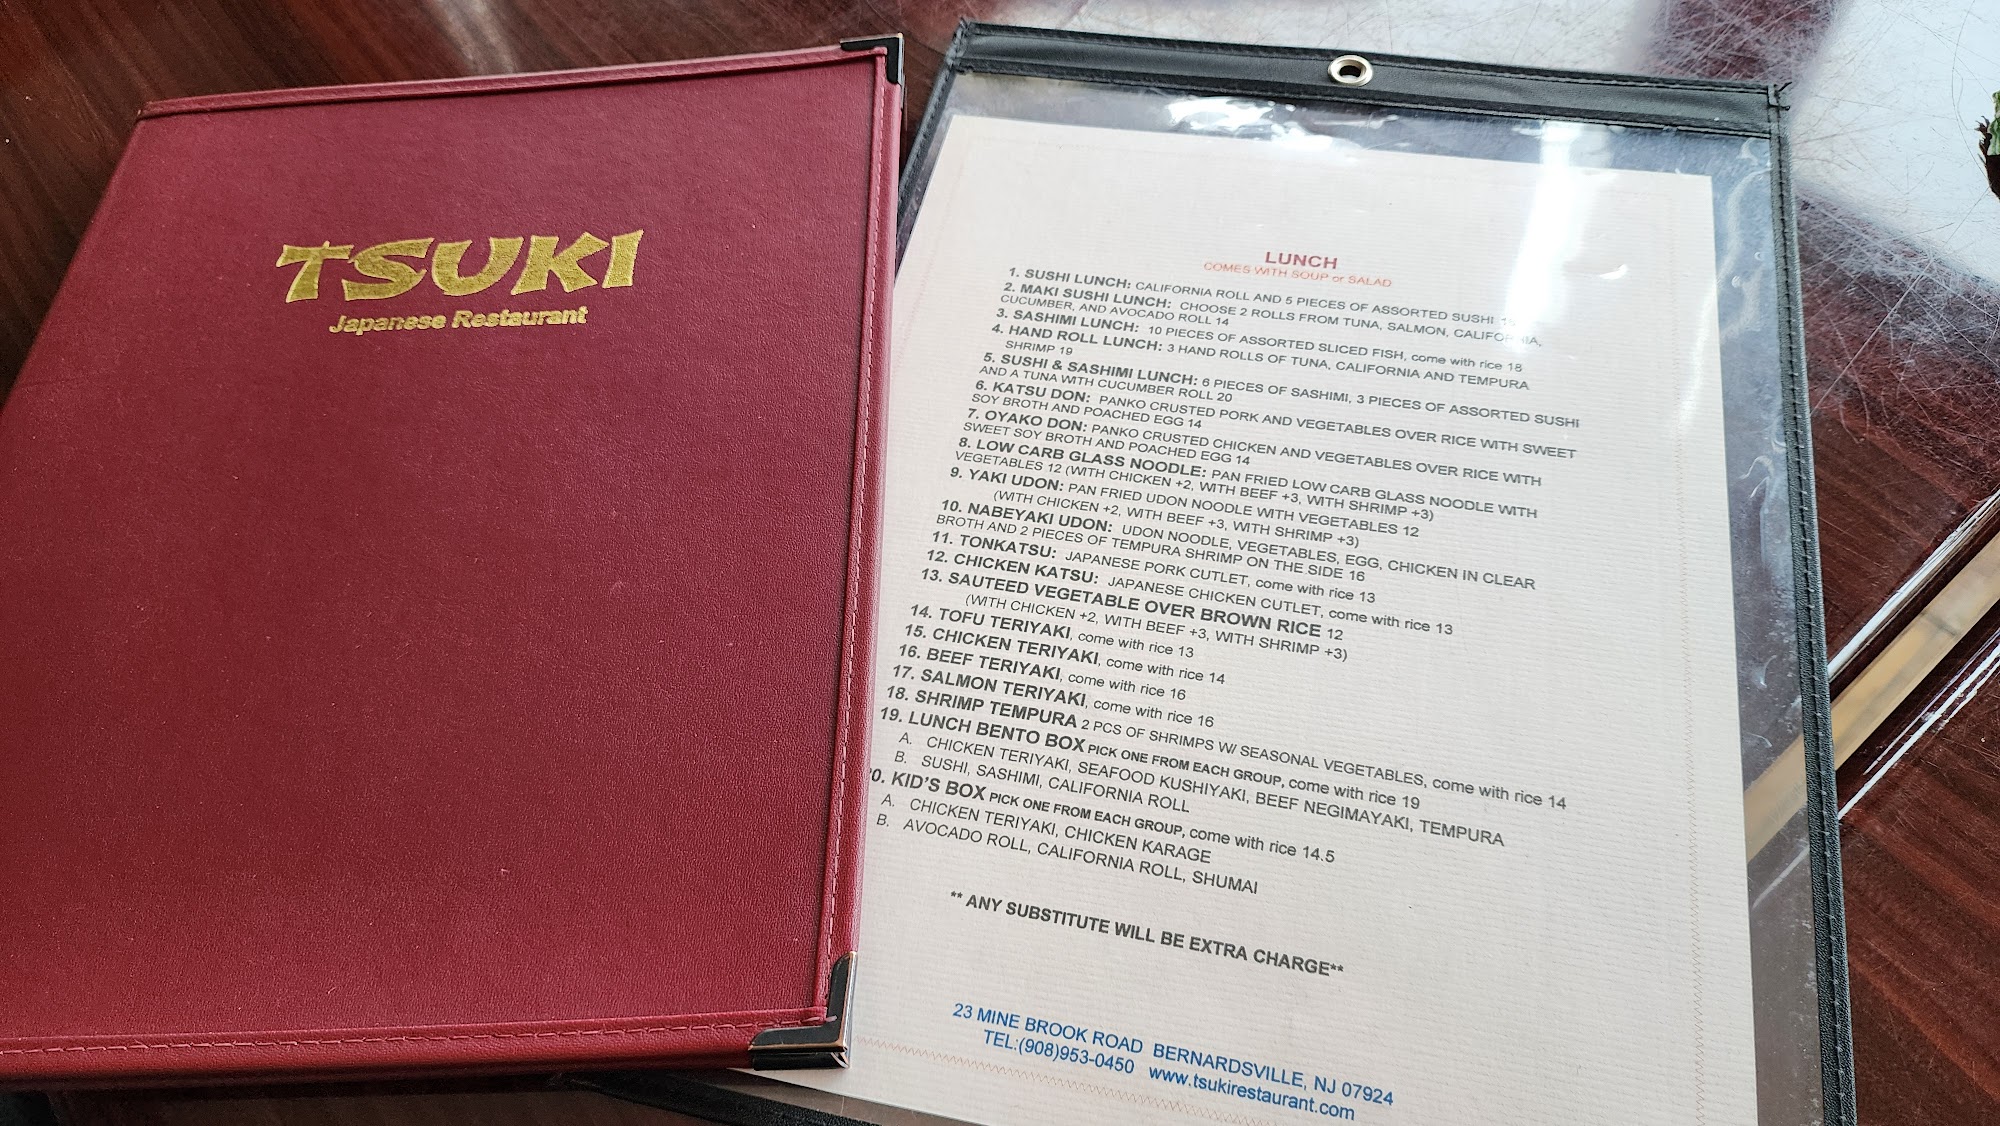 TSUKI
Japanese Restaurant
LUNCH
COMES WITH SOUP or SALAD
1. SUSHI LUNCH: CALIFORNIA ROLL AND 5 PIECES OF ASSORTED SUSHI
2. MAKI SUSHI LUNCH: CHOOSE 2 ROLLS FROM TUNA, SALMON, CALIFORNIA,
CUCUMBER, AND AVOCADO ROLL 14
3. SASHIMI LUNCH: 10 PIECES OF ASSORTED SLICED FISH, come with rice 18
4. HAND ROLL LUNCH: 3 HAND ROLLS OF TUNA, CALIFORNIA AND TEMPURA
SHRIMP 19
5. SUSHI & SASHIMI LUNCH: 6 PIECES OF SASHIMI, 3 PIECES OF ASSORTED SUSHI
AND A TUNA WITH CUCUMBER ROLL 20
6. KATSU DON: PANKO CRUSTED PORK AND VEGETABLES OVER RICE WITH SWEET
SOY BROTH AND POACHED EGG 14
7. OYAKO DON: PANKO CRUSTED CHICKEN AND VEGETABLES OVER RICE WITH
SWEET SOY BROTH AND POACHED EGG 14
8. LOW CARB GLASS NOODLE: PAN FRIED LOW CARB GLASS NOODLE WITH
VEGETABLES 12 (WITH CHICKEN +2, WITH BEEF +3, WITH SHRIMP +3)
9. YAKI UDON: PAN FRIED UDON NOODLE WITH VEGETABLES 12
(WITH CHICKEN +2, WITH BEEF +3, WITH SHRIMP +3)
10. NABEYAKI UDON: UDON NOODLE, VEGETABLES, EGG, CHICKEN IN CLEAR
BROTH AND 2 PIECES OF TEMPURA SHRIMP ON THE SIDE 16
11. TONKATSU: JAPANESE PORK CUTLET, come with rice 13
12. CHICKEN KATSU: JAPANESE CHICKEN CUTLET, come with rice 13
13. SAUTEED VEGETABLE OVER BROWN RICE 12
(WITH CHICKEN +2, WITH BEEF +3, WITH SHRIMP +3)
14. TOFU TERIYAKI, come with rice 13
15. CHICKEN TERIYAKI, come with rice 14
16. BEEF TERIYAKI, come with rice 16
17. SALMON TERIYAKI, come with rice 16
18. SHRIMP TEMPURA 2 PCS OF SHRIMPS W/ SEASONAL VEGETABLES, come with rice 14
19. LUNCH BENTO BOX PICK ONE FROM EACH GROUP, come with rice 19
A. CHICKEN TERIYAKI, SEAFOOD KUSHIYAKI, BEEF NEGIMAYAKI, TEMPURA
B. SUSHI, SASHIMI, CALIFORNIA ROLL
20. KID'S BOX PICK ONE FROM EACH GROUP, come with rice 14.5
A. CHICKEN TERIYAKI, CHICKEN KARAGE
B. AVOCADO ROLL, CALIFORNIA ROLL, SHUMAI
** ANY SUBSTITUTE WILL BE EXTRA CHARGE**
23 MINE BROOK ROAD BERNARDSVILLE, NJ 07924
TEL:(908)953-0450 www.tsukirestaurant.com